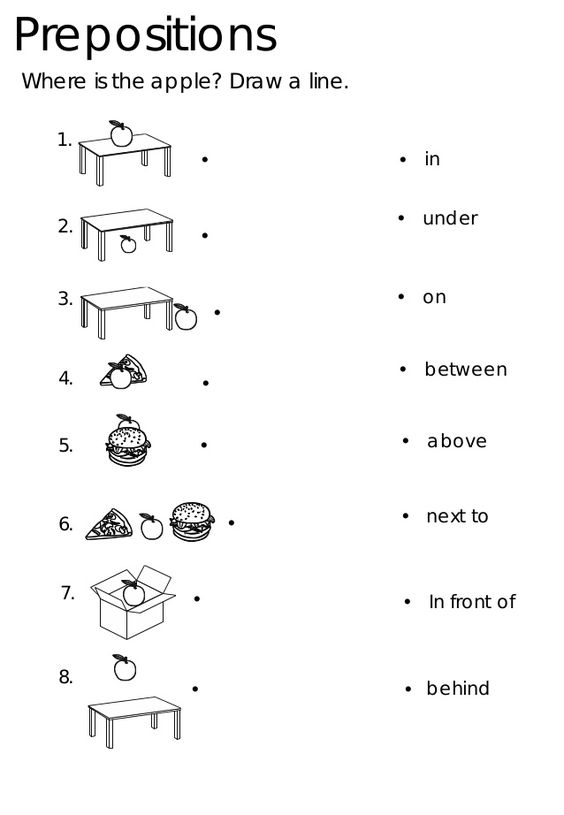 Prepositions
Where is the apple? Draw a line.
1. • • in
2. • • under
3. • • on
4. • • between
5. • • above
6. • • next to
7. • • In front of
8. • • behind